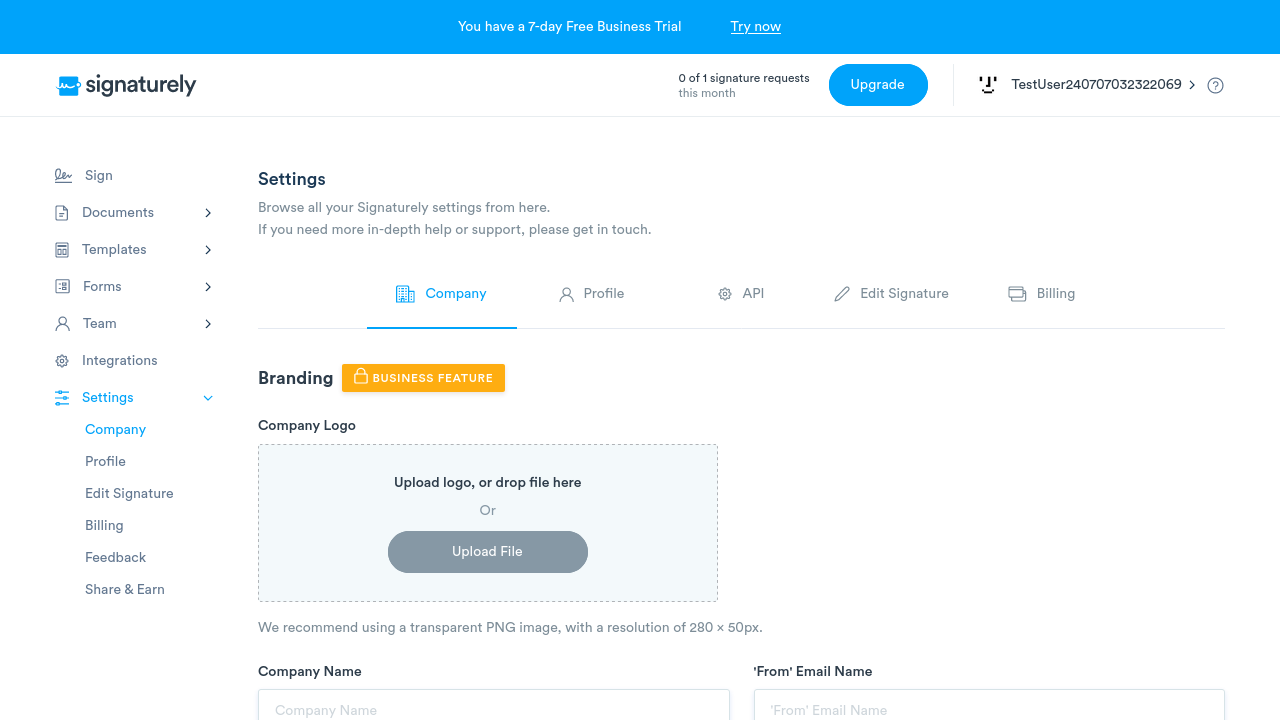 You have a 7-day Free Business Trial
Try now
signaturely
0 of 1 signature requests
this month
Upgrade
TestUser240707032322069
Sign
Documents
Templates
Forms
Team
Integrations
Settings
Company
Profile
Edit Signature
Billing
Feedback
Share & Earn
Settings
Browse all your Signaturely settings from here.
If you need more in-depth help or support, please get in touch.
Company
Profile
API
Edit Signature
Billing
Branding
BUSINESS FEATURE
Company Logo
Upload logo, or drop file here
Or
Upload File
We recommend using a transparent PNG image, with a resolution of 280 × 50px.
Company Name
Company Name
'From' Email Name
'From' Email Name